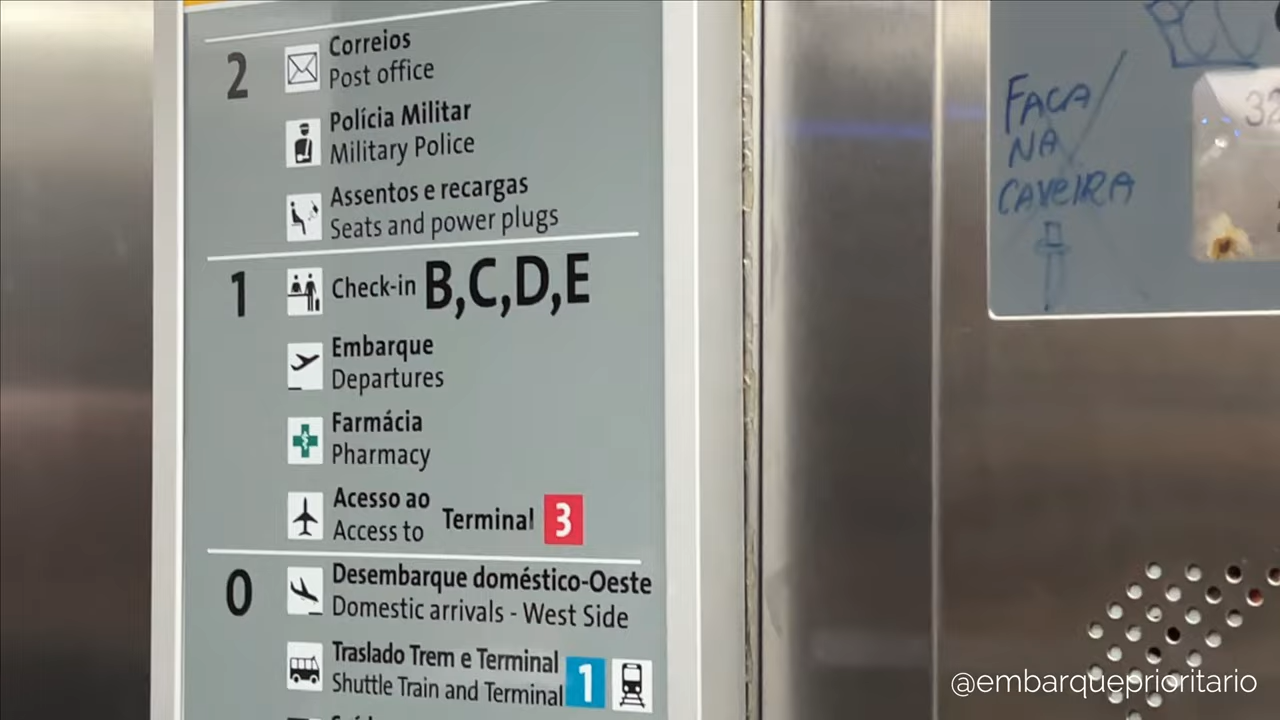 2
Correios
Post office
Polícia Militar
Military Police
Assentos e recargas
Seats and power plugs
1
Check-in B,C,D,E
Embarque
Departures
Farmácia
Pharmacy
Acesso ao
Access to
Terminal 3
0
Desembarque doméstico-Oeste
Domestic arrivals - West Side
Traslado Trem e Terminal
Shuttle Train and Terminal
1
FACA
NA
CAVEIRA
32
@embarqueprioritario